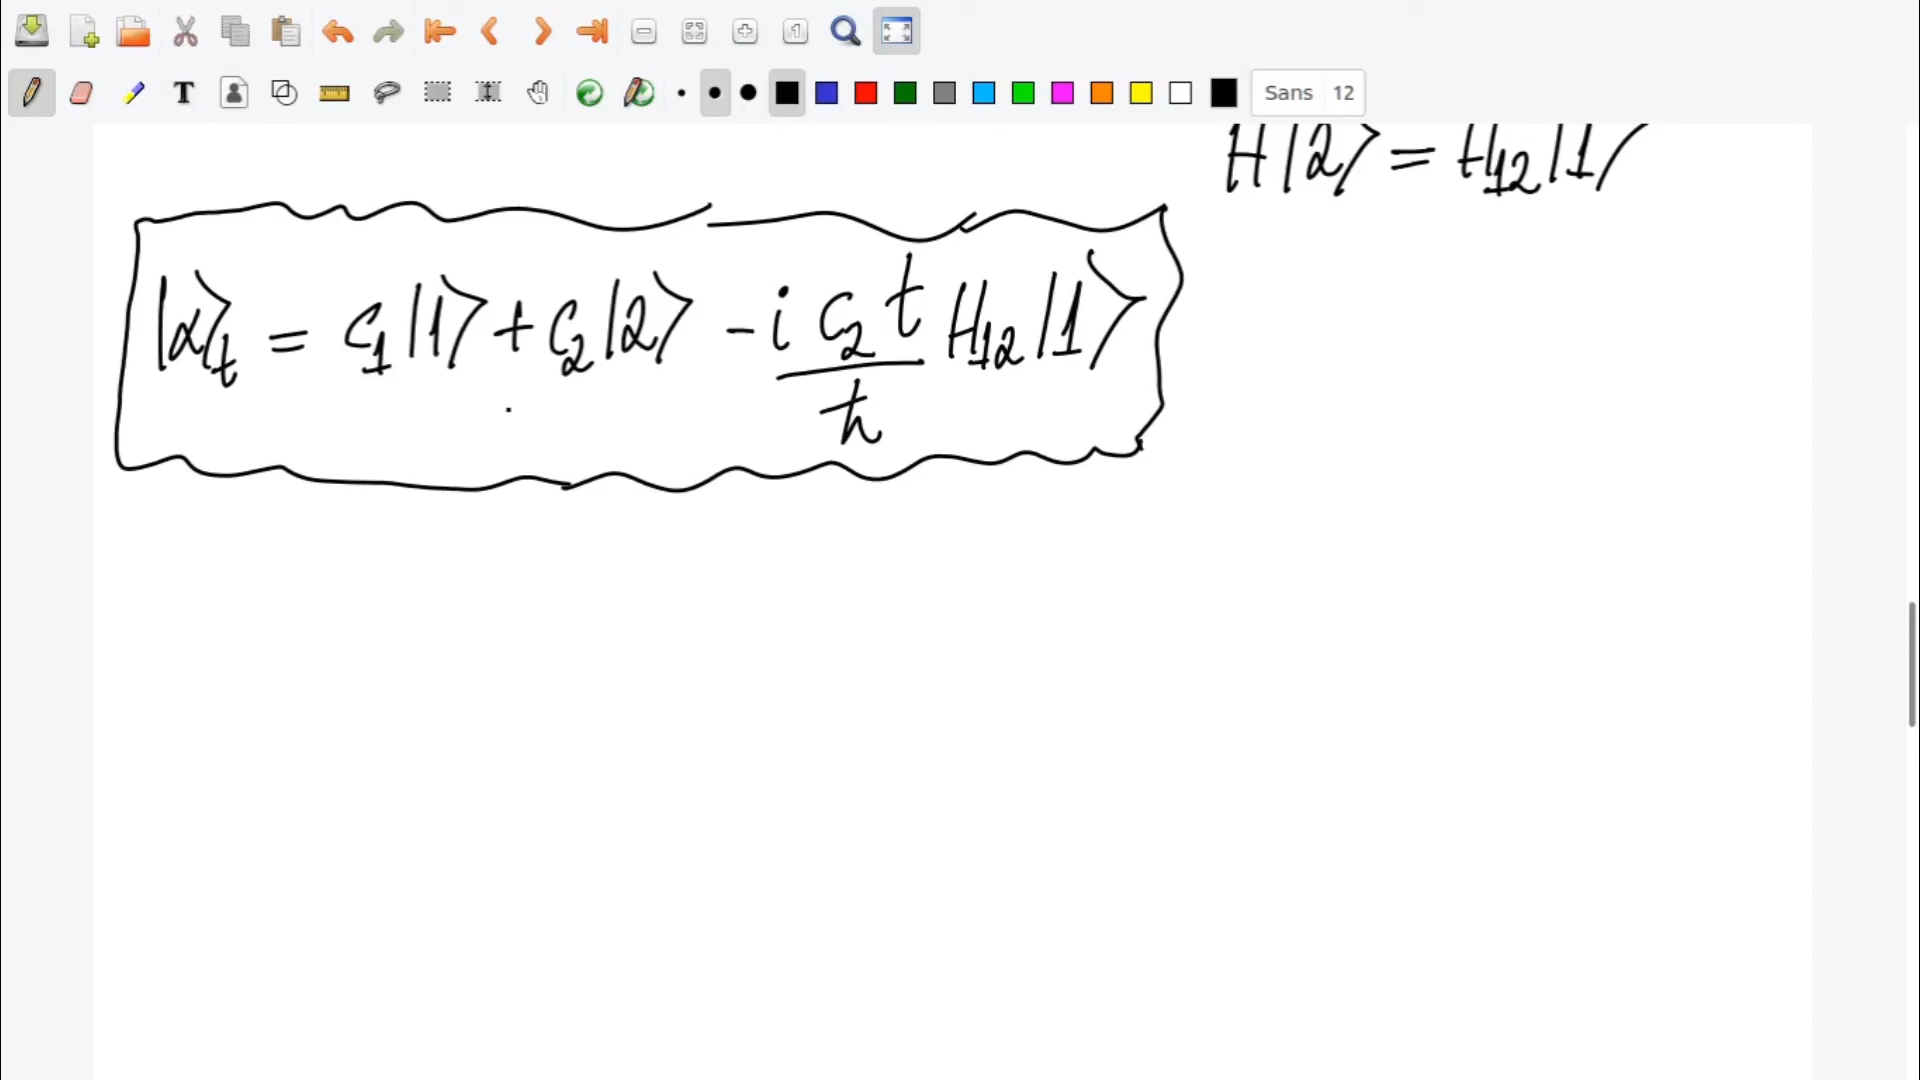 T Sans 12
H|2⟩ = H₁₂|1⟩
|α⟩ₜ = C₁|1⟩ + C₂|2⟩ - i C₂ t / ħ H₁₂|1⟩